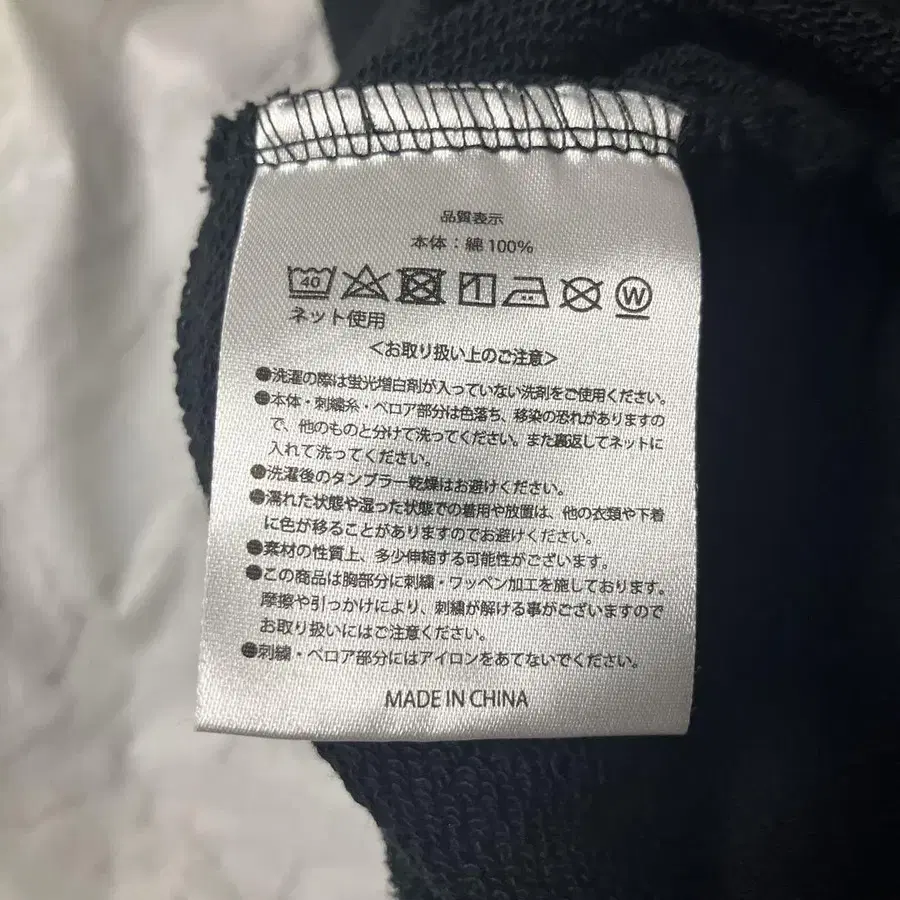 品質表示
本体：綿100%
40 W
ネット使用
＜お取り扱い上のご注意＞
●洗濯の際は蛍光増白剤が入っていない洗剤をご使用ください。
●本体・刺繍糸・ベロア部分は色落ち、移染の恐れがありますの
で、他のものと分けて洗ってください。また裏返してネットに
入れて洗ってください。
●洗濯後のタンブラー乾燥はお避けください。
●濡れた状態や湿った状態での着用や放置は、他の衣類や下着
に色が移ることがありますのでお避けください。
●素材の性質上、多少伸縮する可能性がございます。
●この商品は胸部分に刺繍・ワッペン加工を施しております。
摩擦や引っかけにより、刺繍が解ける事がございますので
お取り扱いにはご注意ください。
●刺繍・ベロア部分にはアイロンをあてないでください。
MADE IN CHINA